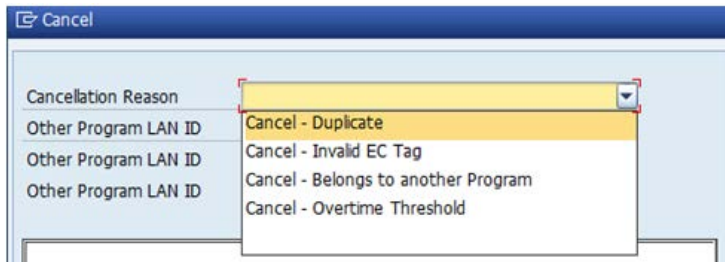 Cancel
Cancellation Reason
Other Program LAN ID
Other Program LAN ID
Other Program LAN ID
Cancel - Duplicate
Cancel - Invalid EC Tag
Cancel - Belongs to another Program
Cancel - Overtime Threshold